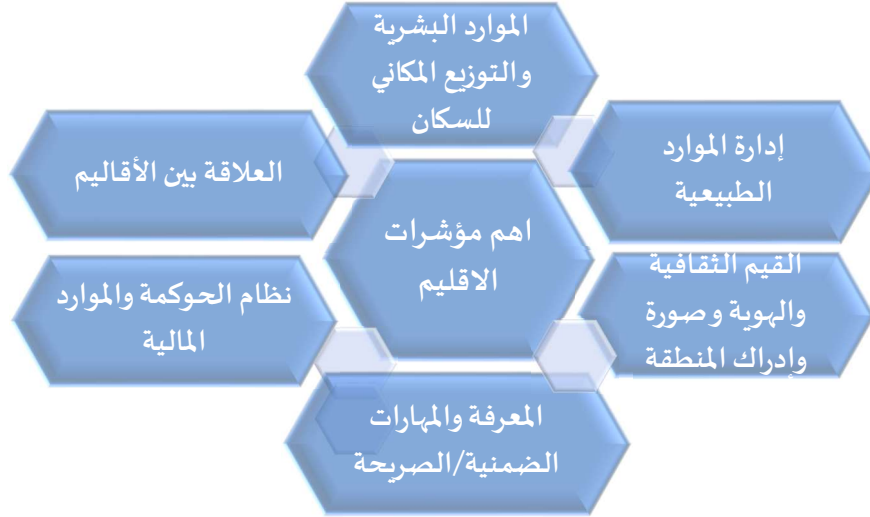 الموارد البشرية
والتوزيع المكاني
للسكان
إدارة الموارد
الطبيعية
العلاقة بين الأقاليم
اهم مؤشرات
الاقليم
القيم الثقافية
والهوية وصورة
وإدراك المنطقة
نظام الحوكمة والموارد
المالية
المعرفة والمهارات
الضمنية/الصريحة